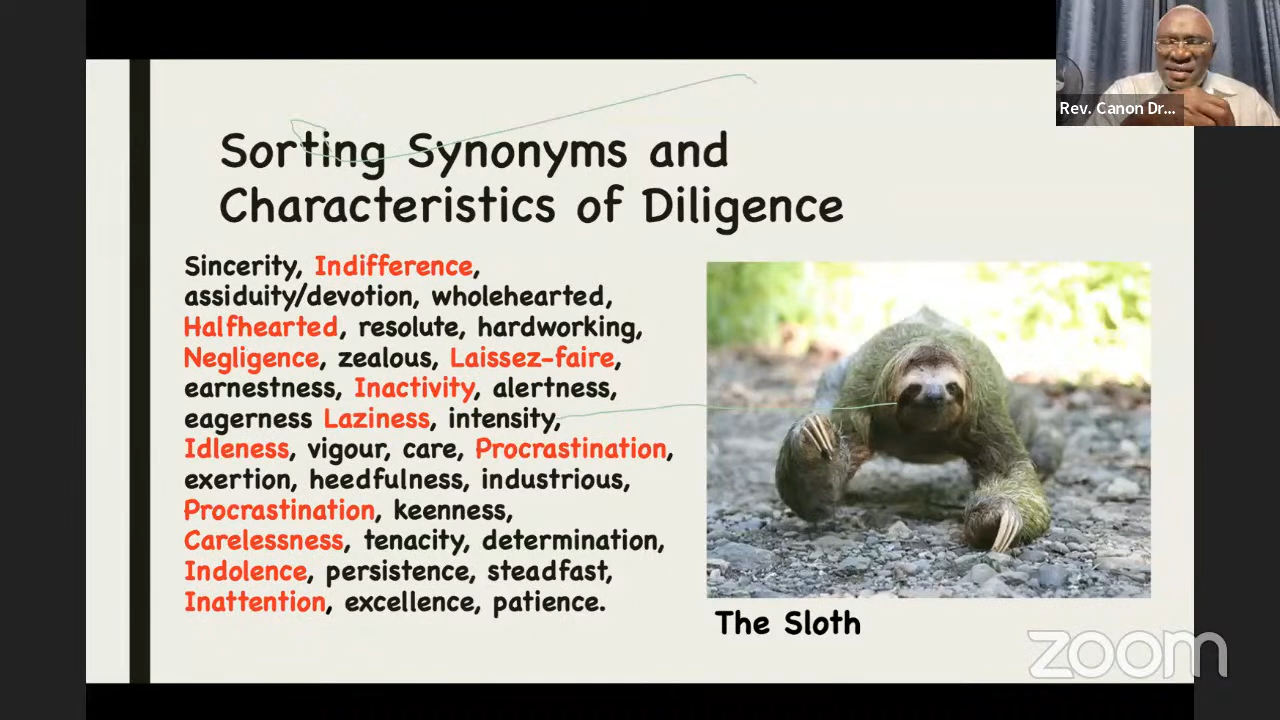 Rev. Canon Dr...
Sorting Synonyms and
Characteristics of Diligence
Sincerity, Indifference,
assiduity/devotion, wholehearted,
Halfhearted, resolute, hardworking,
Negligence, zealous, Laissez-faire,
earnestness, Inactivity, alertness,
eagerness Laziness, intensity,
Idleness, vigour, care, Procrastination,
exertion, heedfulness, industrious,
Procrastination, keenness,
Carelessness, tenacity, determination,
Indolence, persistence, steadfast,
Inattention, excellence, patience.
The Sloth
zoom